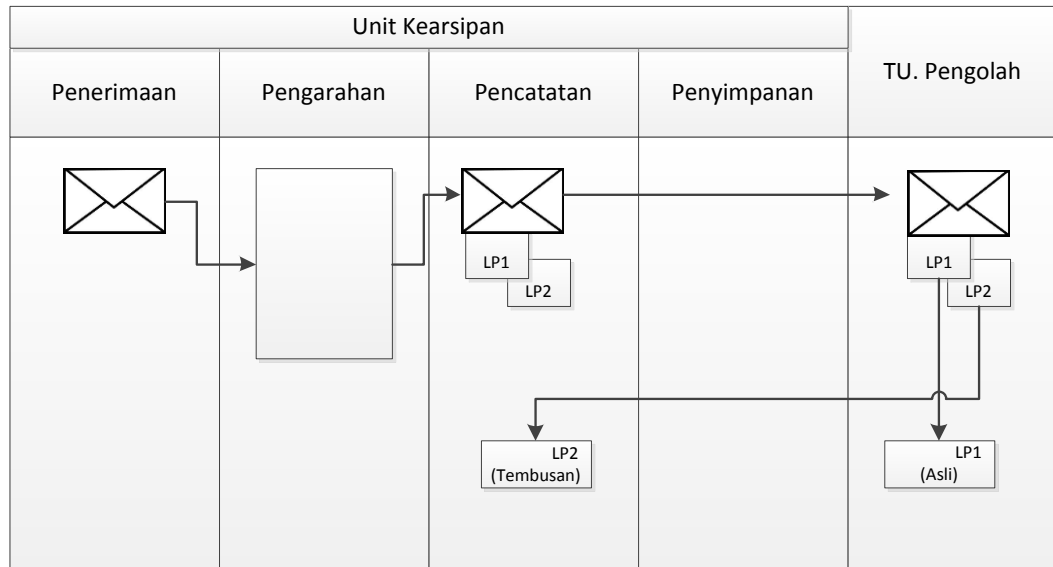 Unit Kearsipan
TU. Pengolah
Penerimaan
Pengarahan
Pencatatan
Penyimpanan
LP1
LP2
LP1
LP2
LP2
(Tembusan)
LP1
(Asli)